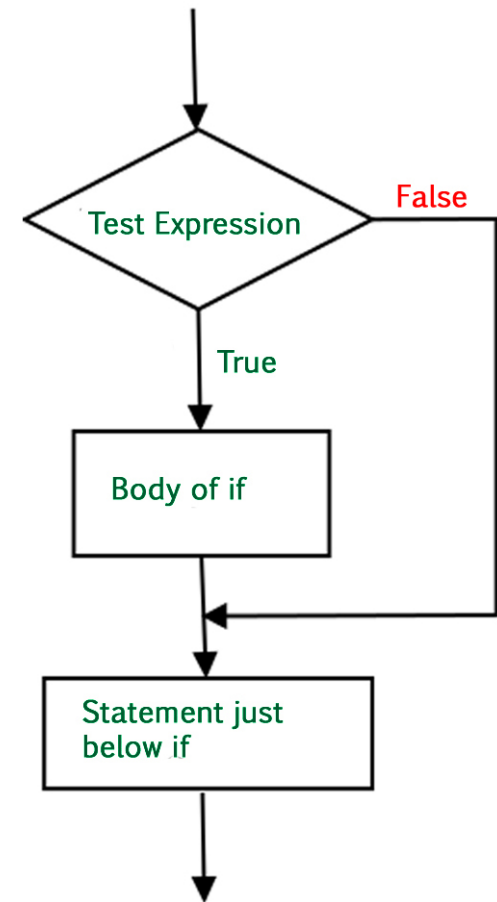 Test Expression
False
True
Body of if
Statement just
below if